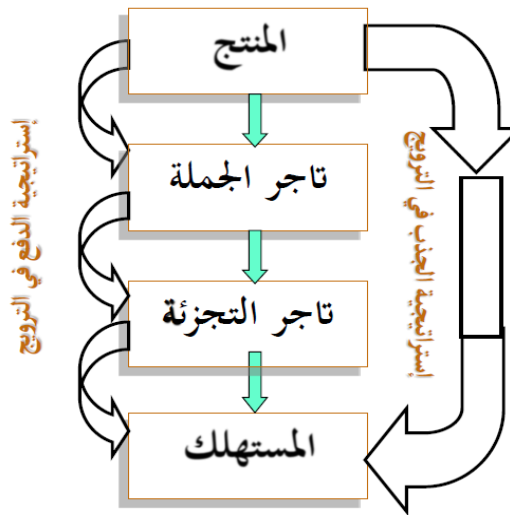 المنتج
تاجر الجملة
تاجر التجزئة
المستهلك
إستراتيجية الدفع في الترويج
إستراتيجية الجذب في الترويج